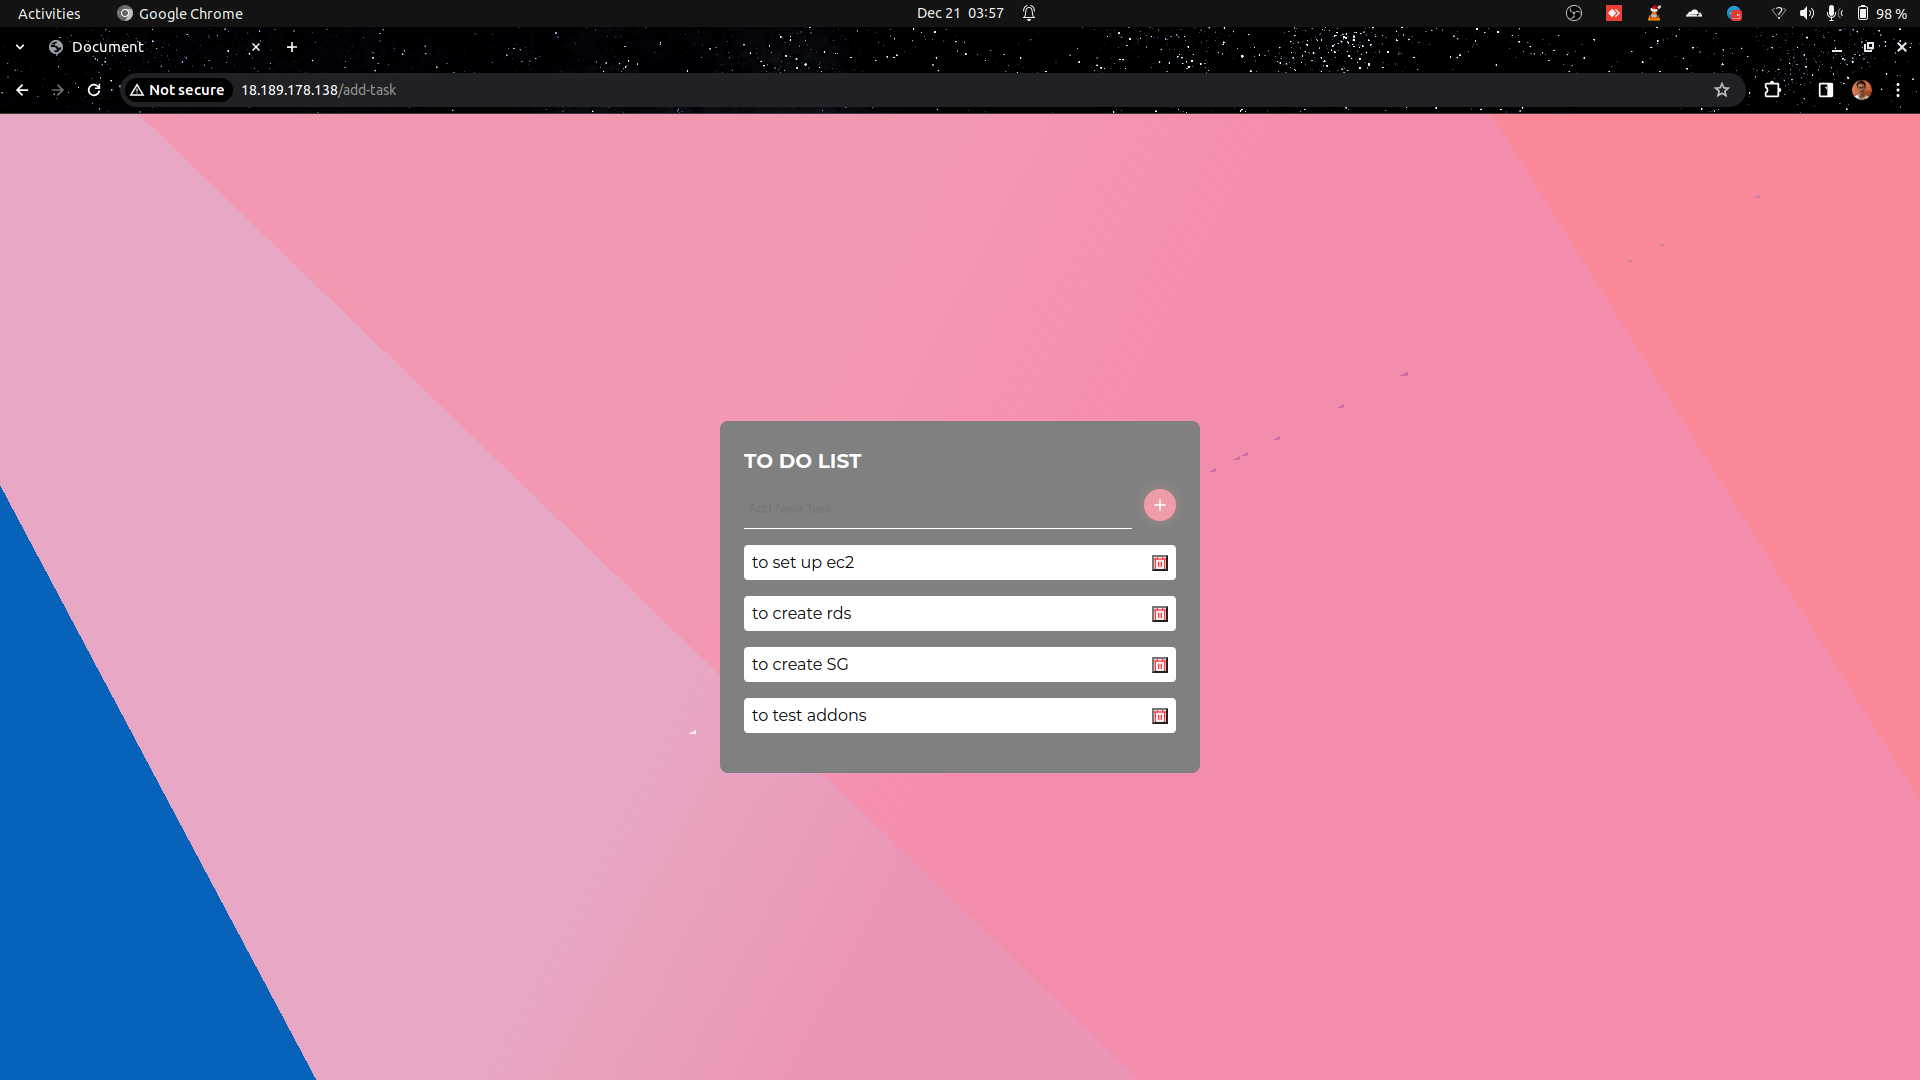 Activities
Google Chrome
Dec 21 03:57
98 %
Document
Not secure
18.189.178.138/add-task
TO DO LIST
Add New Task
to set up ec2
to create rds
to create SG
to test addons